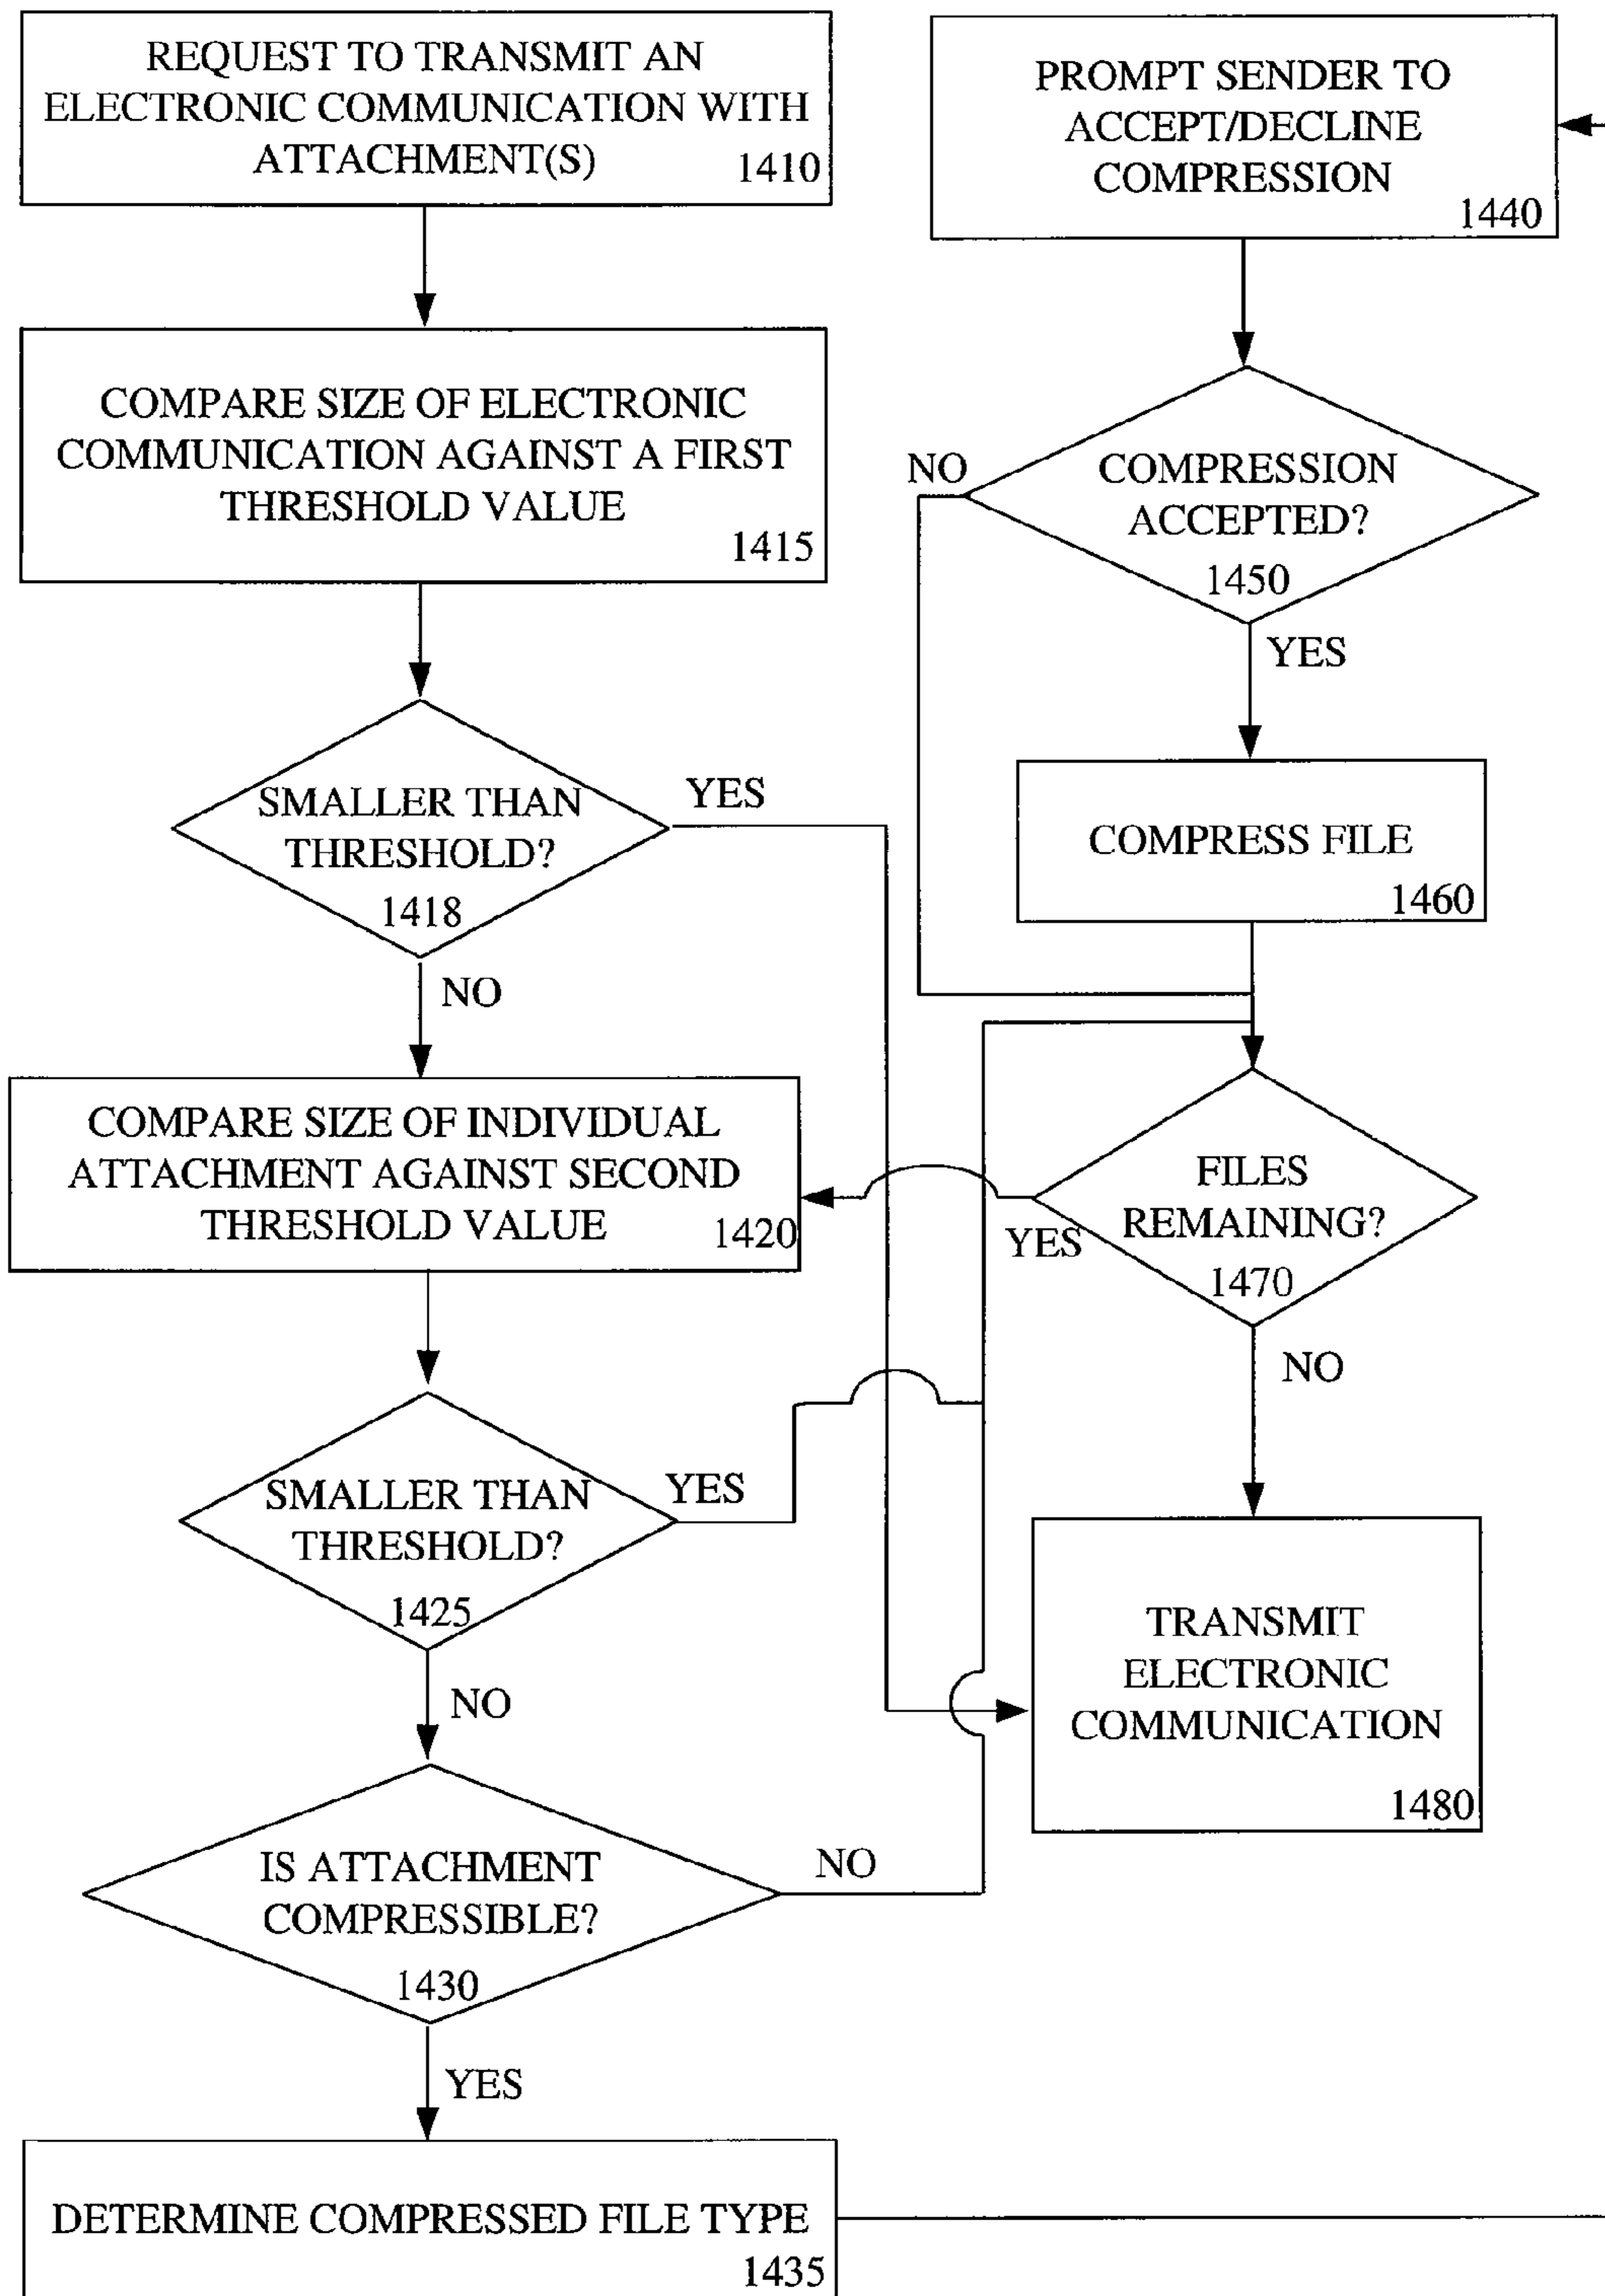 REQUEST TO TRANSMIT AN
ELECTRONIC COMMUNICATION WITH
ATTACHMENT(S)
1410
COMPARE SIZE OF ELECTRONIC
COMMUNICATION AGAINST A FIRST
THRESHOLD VALUE
1415
SMALLER THAN
THRESHOLD?
1418
YES
NO
COMPARE SIZE OF INDIVIDUAL
ATTACHMENT AGAINST SECOND
THRESHOLD VALUE
1420
SMALLER THAN
THRESHOLD?
1425
YES
NO
IS ATTACHMENT
COMPRESSIBLE?
1430
NO
YES
DETERMINE COMPRESSED FILE TYPE
1435
PROMPT SENDER TO
ACCEPT/DECLINE
COMPRESSION
1440
NO
COMPRESSION
ACCEPTED?
1450
YES
COMPRESS FILE
1460
FILES
REMAINING?
1470
YES
NO
TRANSMIT
ELECTRONIC
COMMUNICATION
1480